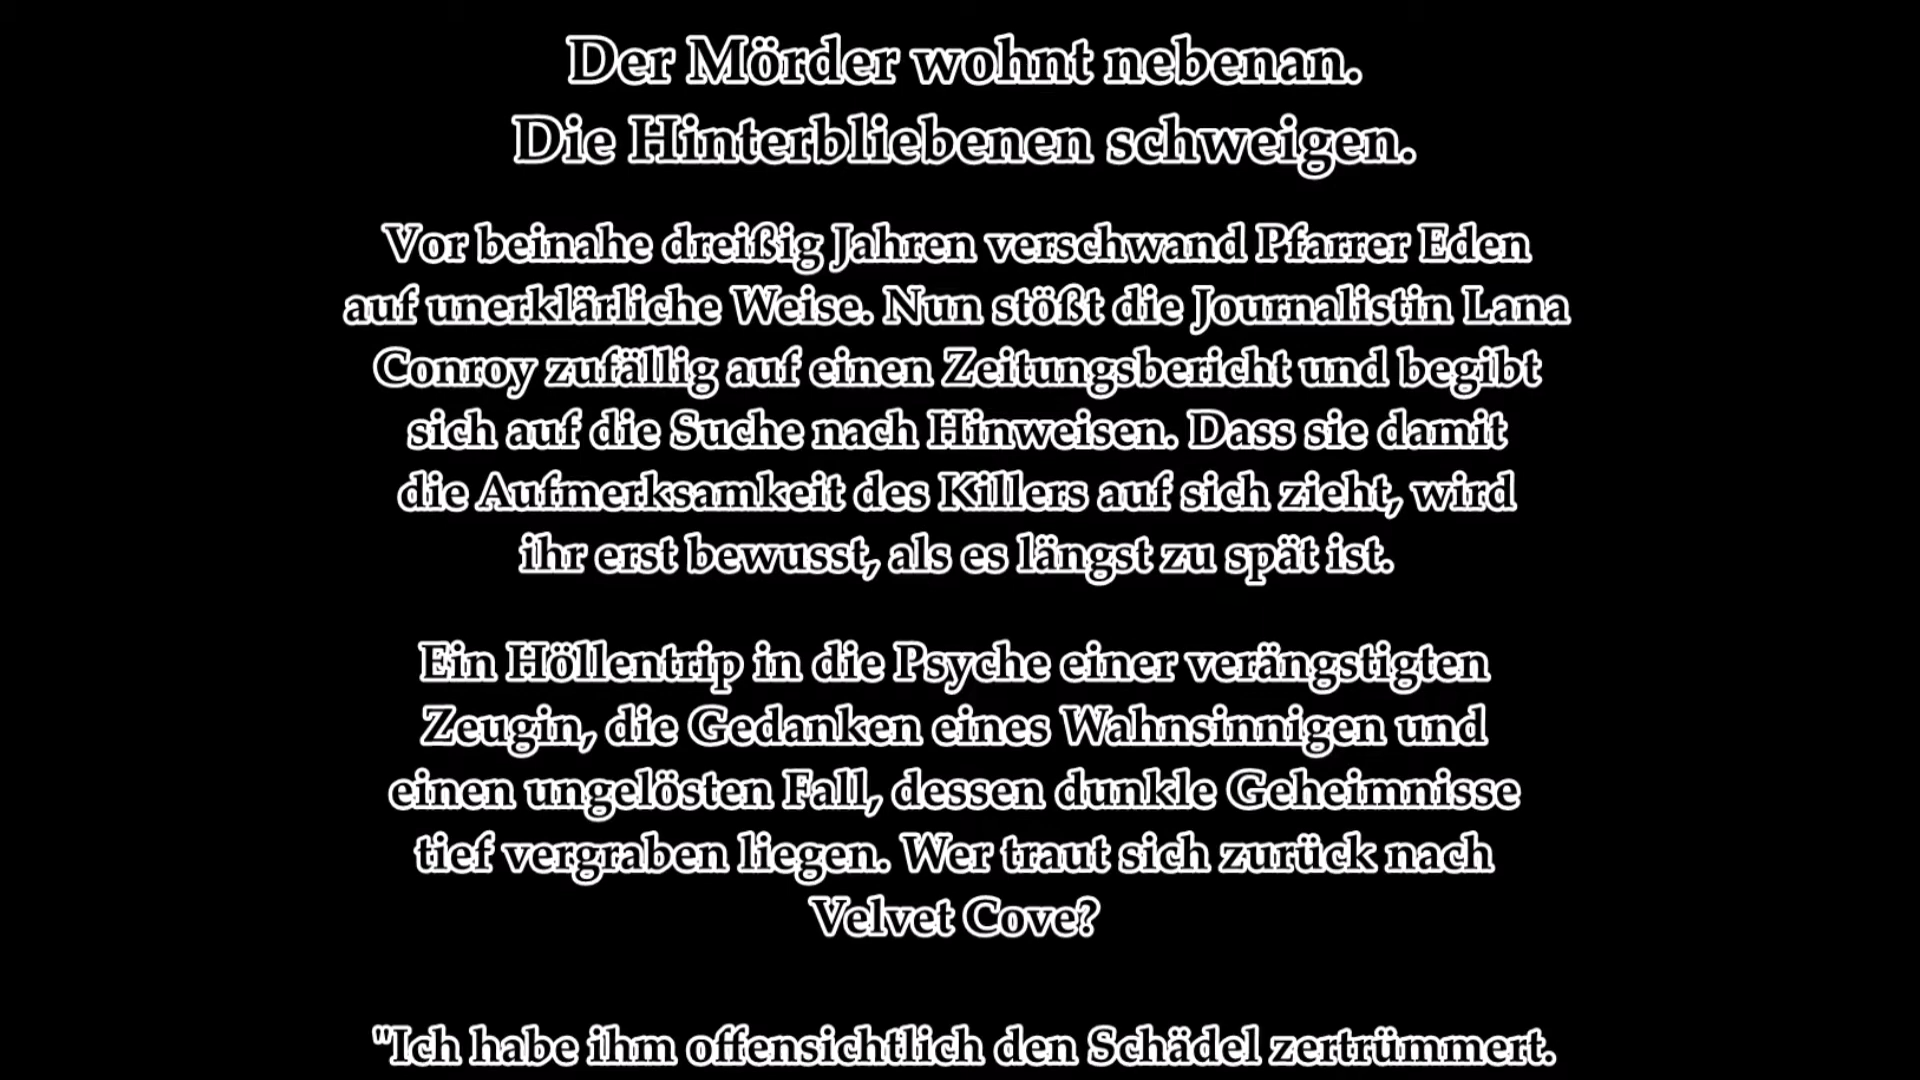 Der Mörder wohnt nebenan.
Die Hinterbliebenen schweigen.
Vor beinahe dreißig Jahren verschwand Pfarrer Eden
auf unerklärliche Weise. Nun stößt die Journalistin Lana
Conroy zufällig auf einen Zeitungsbericht und begibt
sich auf die Suche nach Hinweisen. Dass sie damit
die Aufmerksamkeit des Killers auf sich zieht, wird
ihr erst bewusst, als es längst zu spät ist.
Ein Höllentrip in die Psyche einer verängstigten
Zeugin, die Gedanken eines Wahnsinnigen und
einen ungelösten Fall, dessen dunkle Geheimnisse
tief vergraben liegen. Wer traut sich zurück nach
Velvet Cove?
"Ich habe ihm offensichtlich den Schädel zertrümmert.